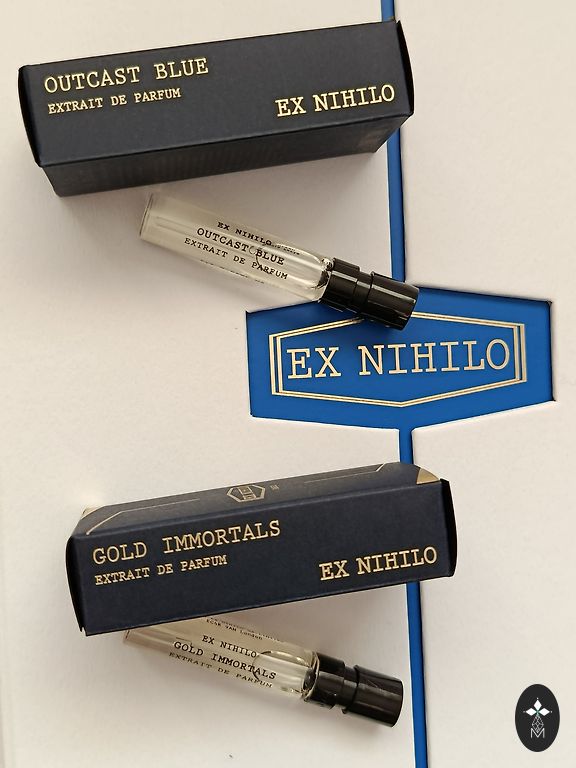 OUTCAST BLUE
EXTRAIT DE PARFUM
EX NIHILO
EX NIHILO
OUTCAST BLUE
EXTRAIT DE PARFUM
EX NIHILO
GOLD IMMORTALS
EXTRAIT DE PARFUM
EX NIHILO
London
EX NIHILO
GOLD IMMORTALS
EXTRAIT DE PARFUM
M